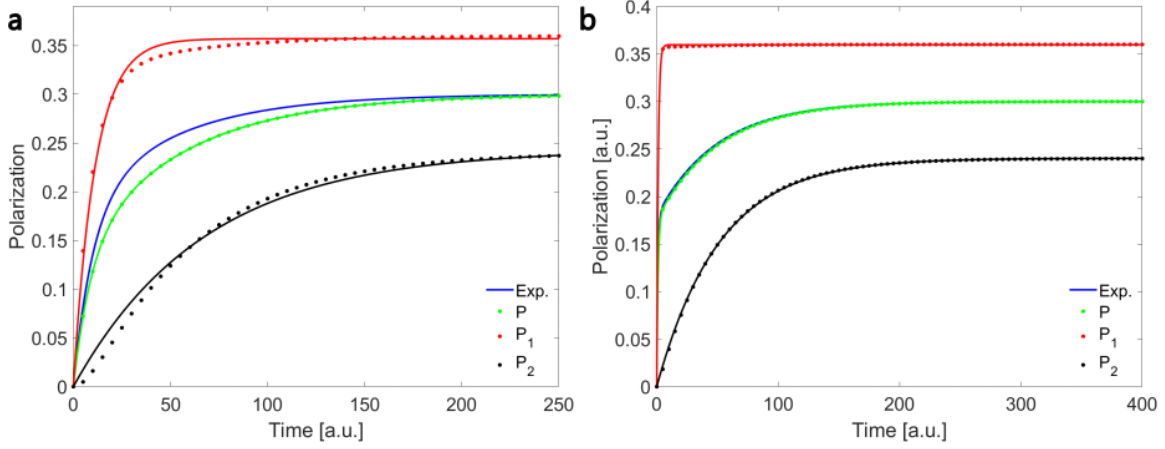 a
0.35
0.3
0.25
0.2
0.15
0.1
0.05
0
Polarization
0 50 100 150 200 250
Time [a.u.]
Exp.
P
P1
P2
b
0.4
0.35
0.3
0.25
0.2
0.15
0.1
0.05
0
Polarization [a.u.]
0 100 200 300 400
Time [a.u.]
Exp.
P
P1
P2